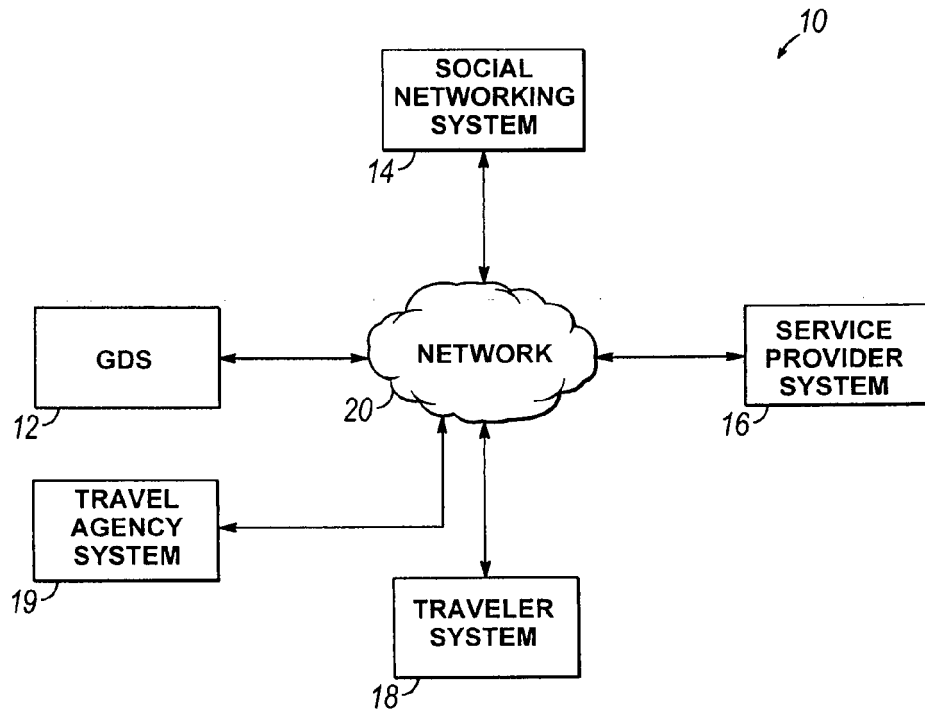 10
SOCIAL
NETWORKING
SYSTEM
14
GDS
12
NETWORK
20
SERVICE
PROVIDER
SYSTEM
16
TRAVEL
AGENCY
SYSTEM
19
TRAVELER
SYSTEM
18